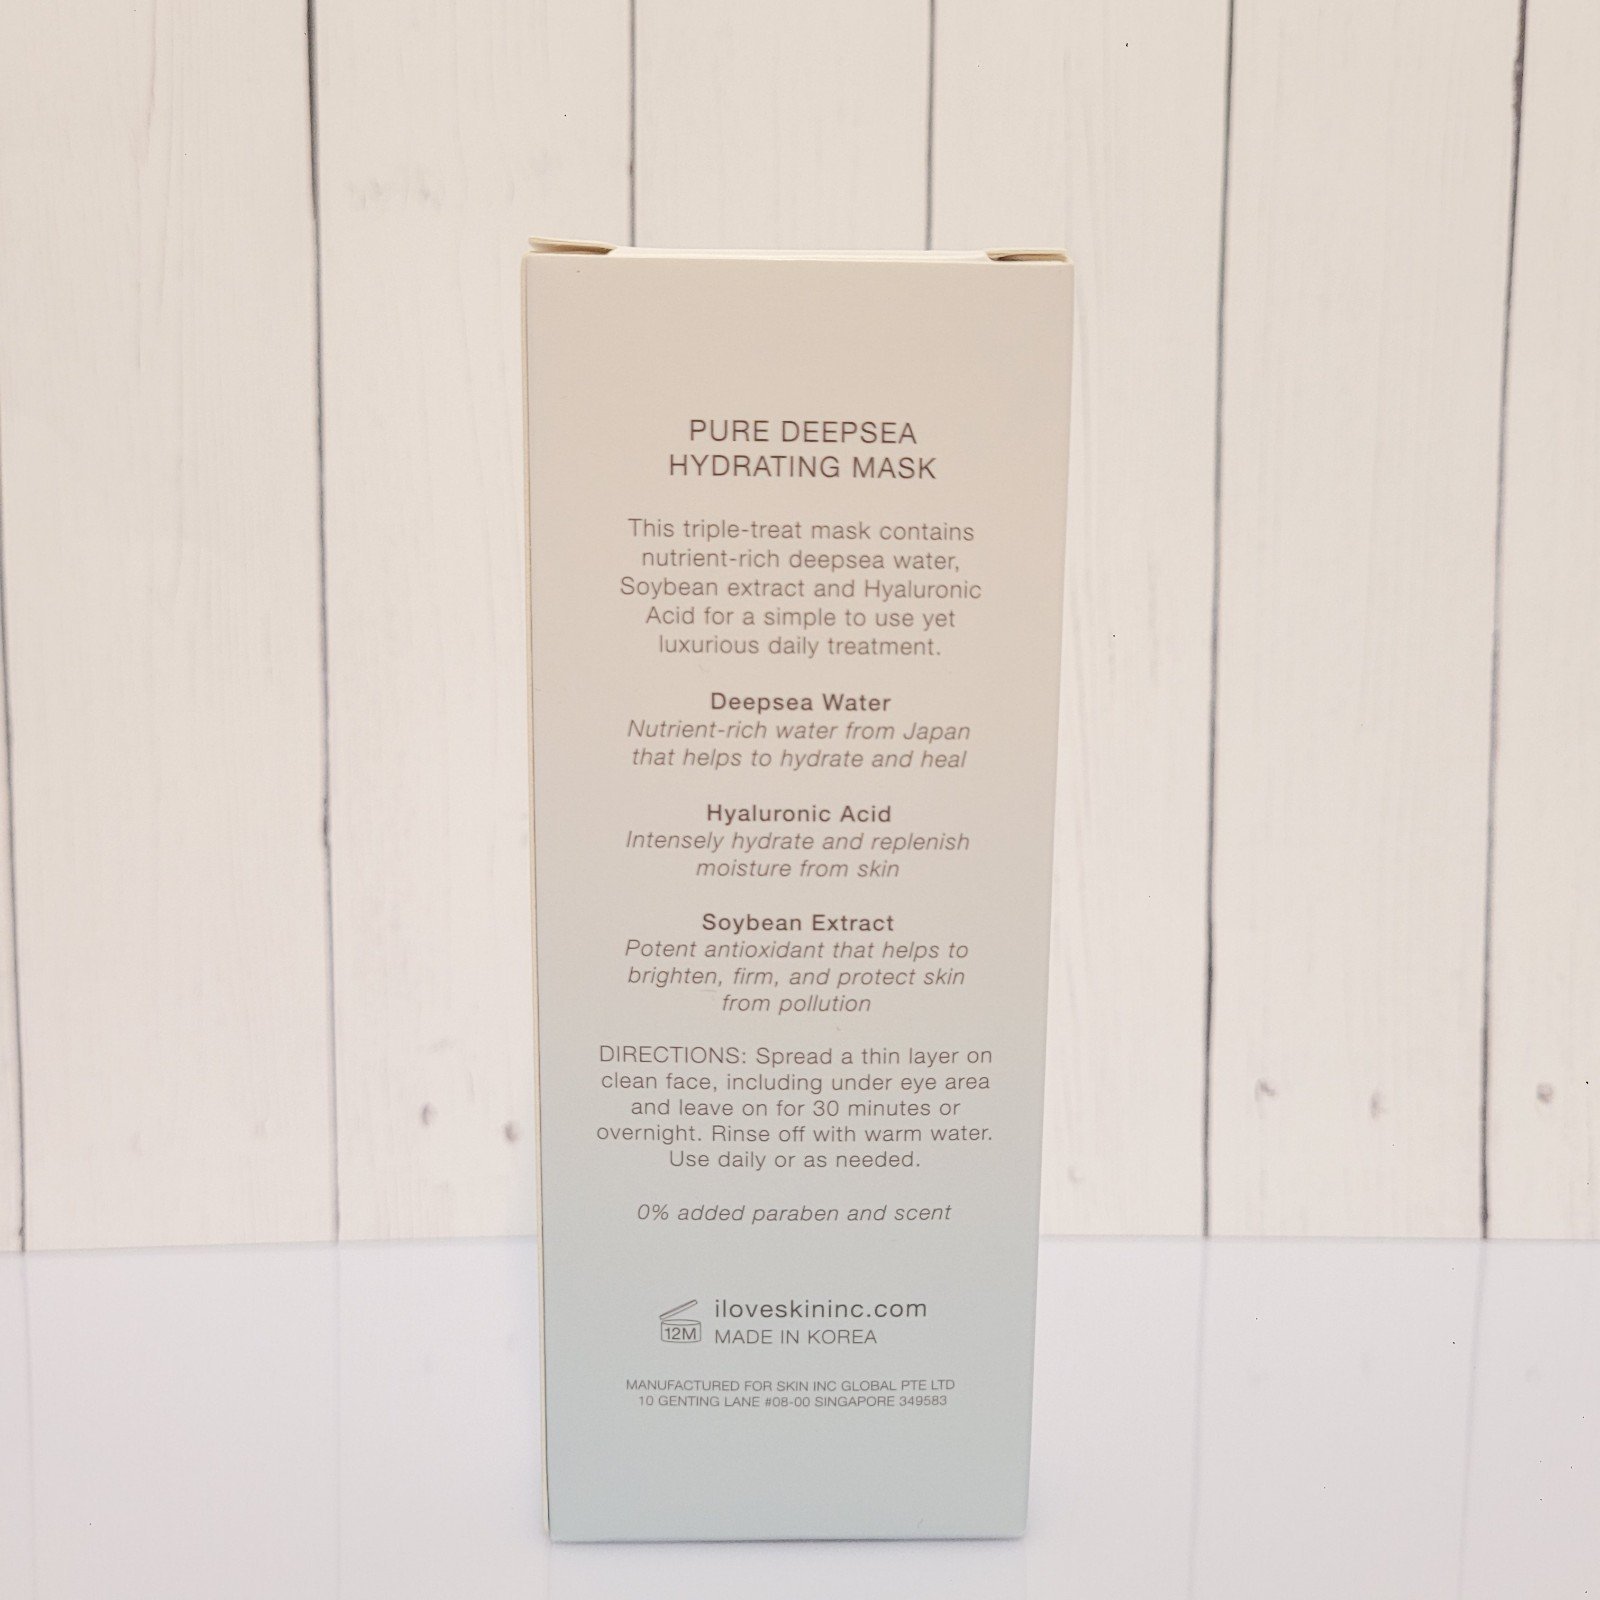 PURE DEEPSEA
HYDRATING MASK
This triple-treat mask contains
nutrient-rich deepsea water,
Soybean extract and Hyaluronic
Acid for a simple to use yet
luxurious daily treatment.
Deepsea Water
Nutrient-rich water from Japan
that helps to hydrate and heal
Hyaluronic Acid
Intensely hydrate and replenish
moisture from skin
Soybean Extract
Potent antioxidant that helps to
brighten, firm, and protect skin
from pollution
DIRECTIONS: Spread a thin layer on
clean face, including under eye area
and leave on for 30 minutes or
overnight. Rinse off with warm water.
Use daily or as needed.
0% added paraben and scent
iloveskininc.com
12M MADE IN KOREA
MANUFACTURED FOR SKIN INC GLOBAL PTE LTD
10 GENTING LANE #08-00 SINGAPORE 349583